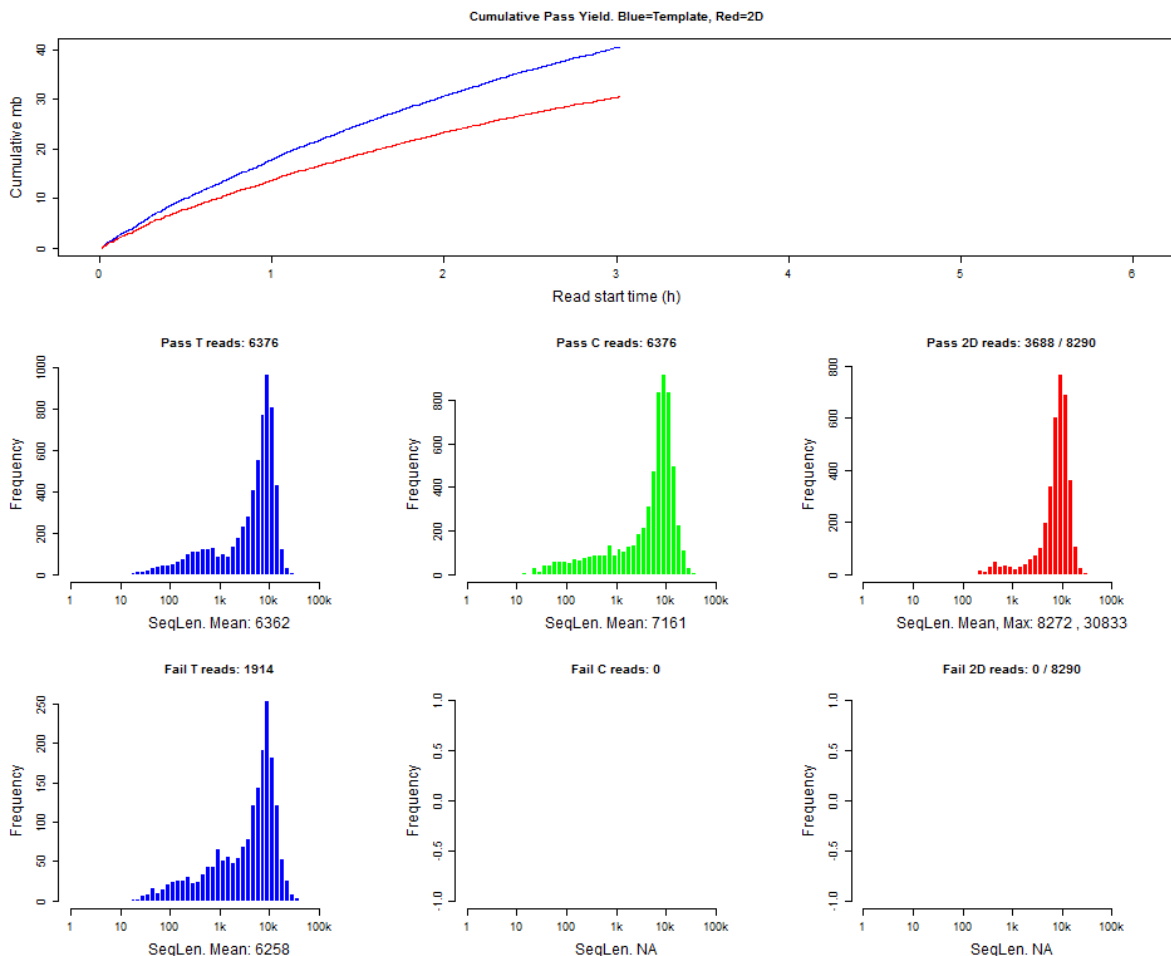 Cumulative Pass Yield. Blue=Template, Red=2D
Cumulative mb
40
30
20
10
0
0 1 2 3 4 5 6
Read start time (h)
Pass T reads: 6376
Frequency
1000
800
600
400
200
0
1 10 100 1k 10k 100k
SeqLen. Mean: 6362
Pass C reads: 6376
Frequency
800
600
400
200
0
1 10 100 1k 10k 100k
SeqLen. Mean: 7161
Pass 2D reads: 3688 / 8290
Frequency
800
600
400
200
0
1 10 100 1k 10k 100k
SeqLen. Mean, Max: 8272 , 30833
Fail T reads: 1914
Frequency
250
200
150
100
50
0
1 10 100 1k 10k 100k
SeqLen. Mean: 6258
Fail C reads: 0
Frequency
1.0
0.5
0.0
-0.5
-1.0
1 10 100 1k 10k 100k
SeqLen. NA
Fail 2D reads: 0 / 8290
Frequency
1.0
0.5
0.0
-0.5
-1.0
1 10 100 1k 10k 100k
SeqLen. NA